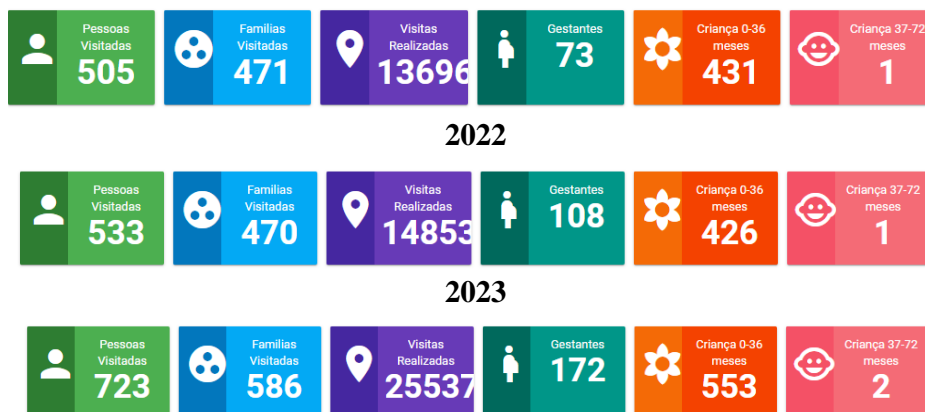 Pessoas
Visitadas
505
Famílias
Visitadas
471
Visitas
Realizadas
13696
Gestantes
73
Criança 0-36
meses
431
Criança 37-72
meses
1
2022
Pessoas
Visitadas
533
Famílias
Visitadas
470
Visitas
Realizadas
14853
Gestantes
108
Criança 0-36
meses
426
Criança 37-72
meses
1
2023
Pessoas
Visitadas
723
Famílias
Visitadas
586
Visitas
Realizadas
25537
Gestantes
172
Criança 0-36
meses
553
Criança 37-72
meses
2